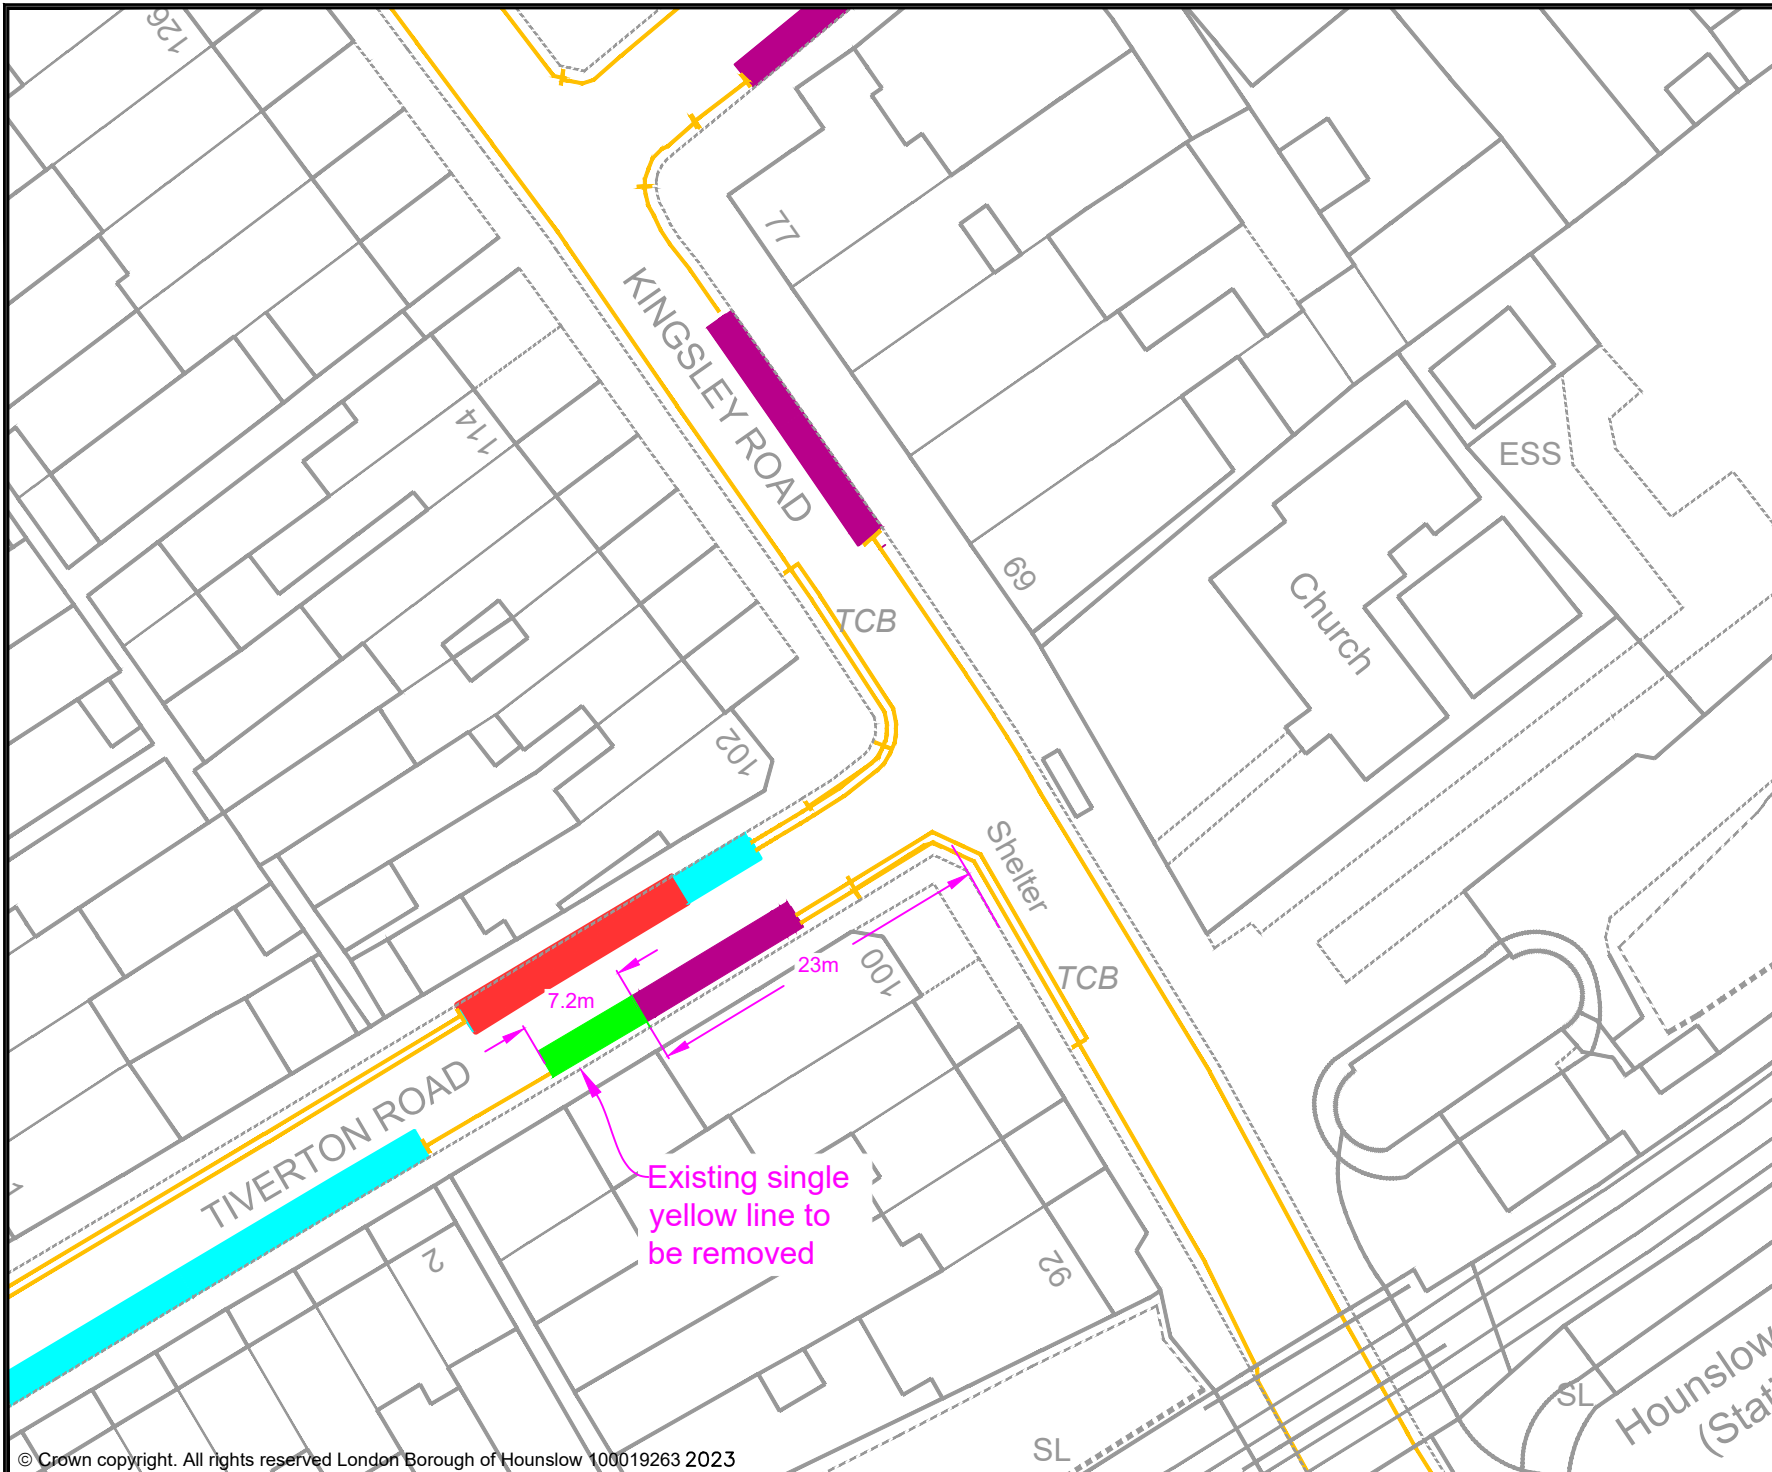 126
77
KINGSLEY ROAD
114
ESS
69
TCB
Church
102
Shelter
100
23m
TCB
7.2m
TIVERTON ROAD
Existing single
yellow line to
be removed
2
92
SL
Hounslow
SL
© Crown copyright. All rights reserved London Borough of Hounslow 100019263 2023